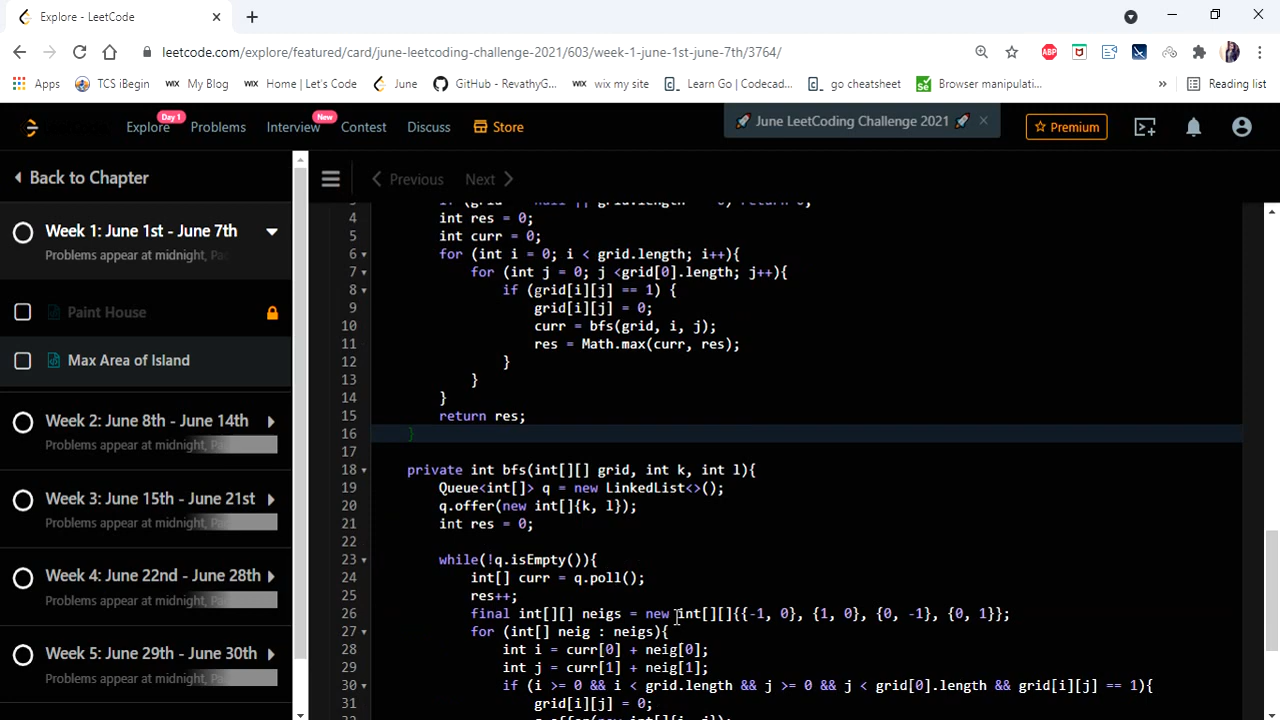 Explore - LeetCode
leetcode.com/explore/featured/card/june-leetcoding-challenge-2021/603/week-1-june-1st-june-7th/3764/
Apps TCS iBegin WIX My Blog WIX Home | Let's Code June GitHub - RevathyG... WIX wix my site Learn Go | Codecad... go cheatsheet Browser manipulati... » Reading list
Day 1 New
Explore Problems Interview Contest Discuss Store June LeetCoding Challenge 2021 Premium
Back to Chapter
Previous Next
Week 1: June 1st - June 7th
Problems appear at midnight,
Paint House
Max Area of Island
Week 2: June 8th - June 14th
Problems appear at midnight,
Week 3: June 15th - June 21st
Problems appear at midnight,
Week 4: June 22nd - June 28th
Problems appear at midnight,
Week 5: June 29th - June 30th
Problems appear at midnight,
4 int res = 0;
5 int curr = 0;
6 for (int i = 0; i < grid.length; i++){
7 for (int j = 0; j <grid[0].length; j++){
8 if (grid[i][j] == 1) {
9 grid[i][j] = 0;
10 curr = bfs(grid, i, j);
11 res = Math.max(curr, res);
12 }
13 }
14 }
15 return res;
16 }
17
18 private int bfs(int[][] grid, int k, int l){
19 Queue<int[]> q = new LinkedList<>();
20 q.offer(new int[]{k, l});
21 int res = 0;
22
23 while(!q.isEmpty()){
24 int[] curr = q.poll();
25 res++;
26 final int[][] neigs = new int[][]{{-1, 0}, {1, 0}, {0, -1}, {0, 1}};
27 for (int[] neig : neigs){
28 int i = curr[0] + neig[0];
29 int j = curr[1] + neig[1];
30 if (i >= 0 && i < grid.length && j >= 0 && j < grid[0].length && grid[i][j] == 1){
31 grid[i][j] = 0;